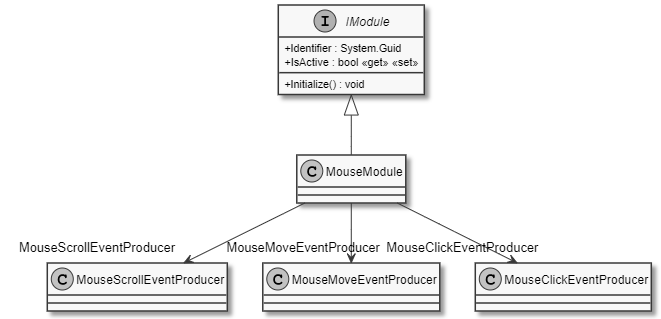 I IModule
+Identifier : System.Guid
+IsActive : bool «get» «set»
+Initialize() : void
C MouseModule
MouseScrollEventProducer
MouseMoveEventProducer
MouseClickEventProducer
C MouseScrollEventProducer
C MouseMoveEventProducer
C MouseClickEventProducer